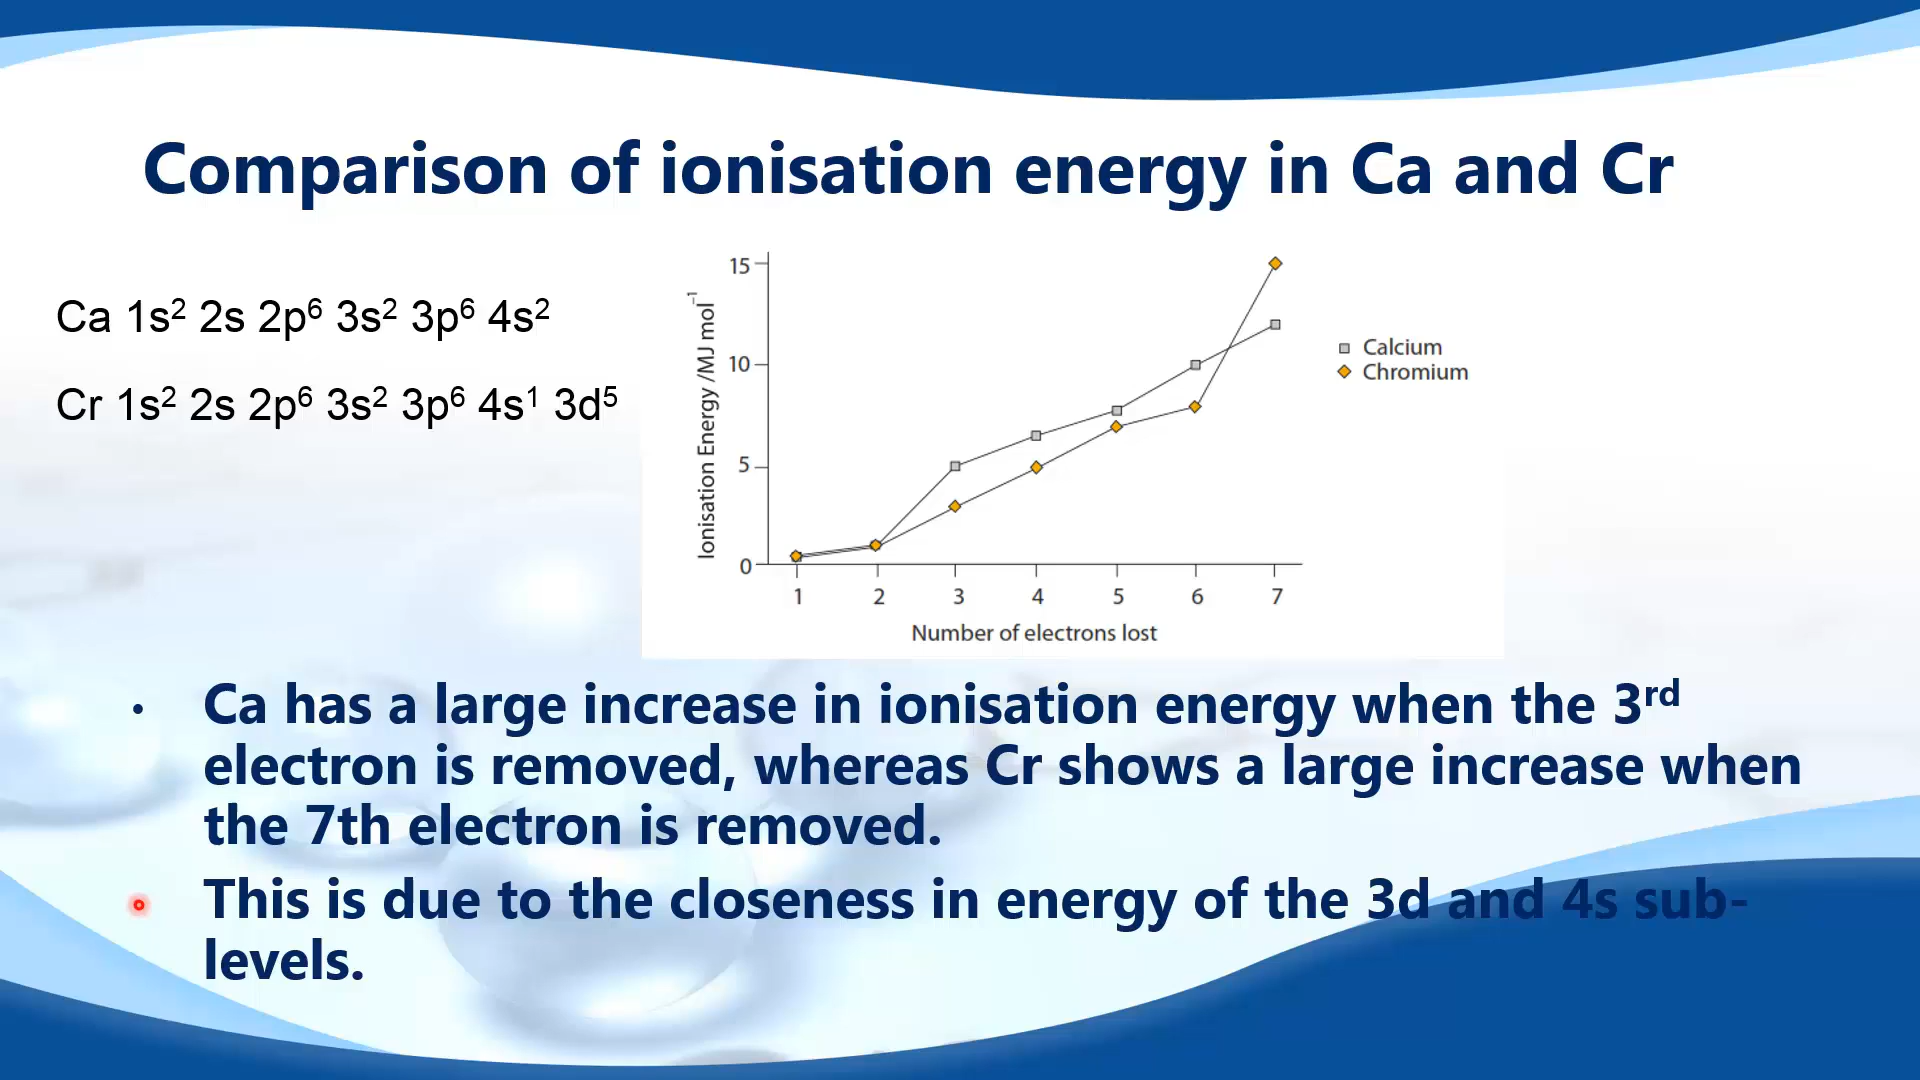 Comparison of ionisation energy in Ca and Cr
Ca 1s² 2s 2p⁶ 3s² 3p⁶ 4s²
Cr 1s² 2s 2p⁶ 3s² 3p⁶ 4s¹ 3d⁵
Ionisation Energy /MJ mol⁻¹
15
10
5
0
1 2 3 4 5 6 7
Number of electrons lost
Calcium
Chromium
• Ca has a large increase in ionisation energy when the 3ʳᵈ
electron is removed, whereas Cr shows a large increase when
the 7th electron is removed.
This is due to the closeness in energy of the 3d and 4s sub-
levels.